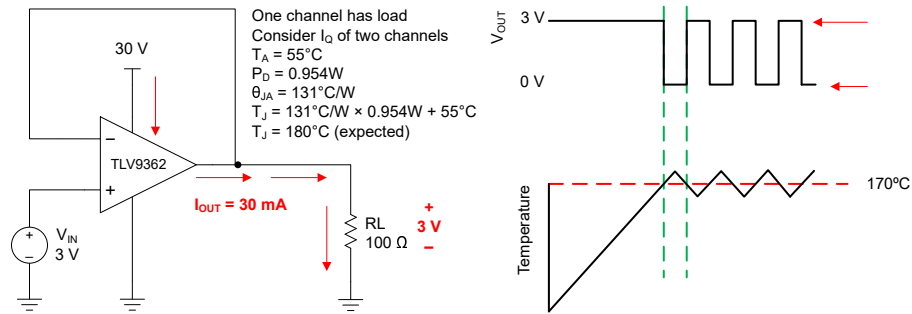 One channel has load
Consider IQ of two channels
TA = 55°C
PD = 0.954W
θJA = 131°C/W
TJ = 131°C/W × 0.954W + 55°C
TJ = 180°C (expected)
30 V
–
TLV9362
+
IOUT = 30 mA
+
–
VIN
3 V
RL
100 Ω
+
3 V
–
VOUT
3 V
0 V
Temperature
170ºC